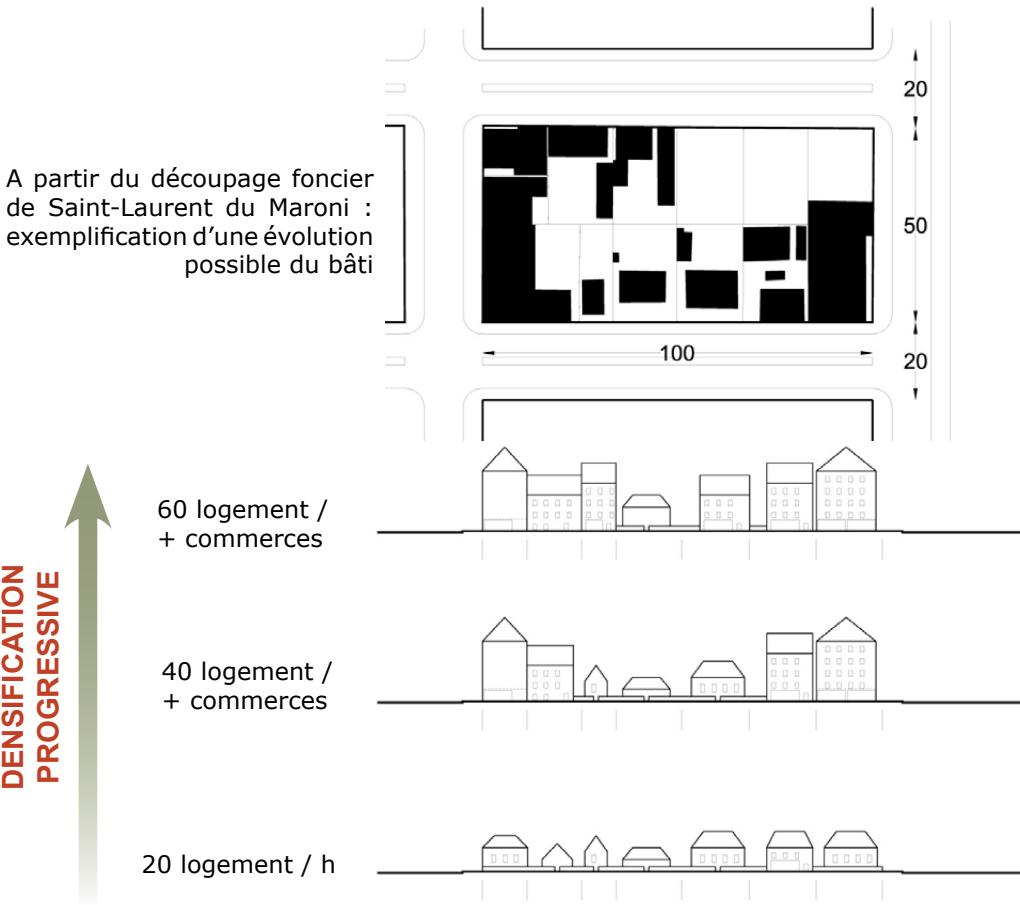 20
A partir du découpage foncier
de Saint-Laurent du Maroni :
exemplification d'une évolution
possible du bâti
50
100
20
60 logement /
+ commerces
DENSIFICATION
PROGRESSIVE
40 logement /
+ commerces
20 logement / h